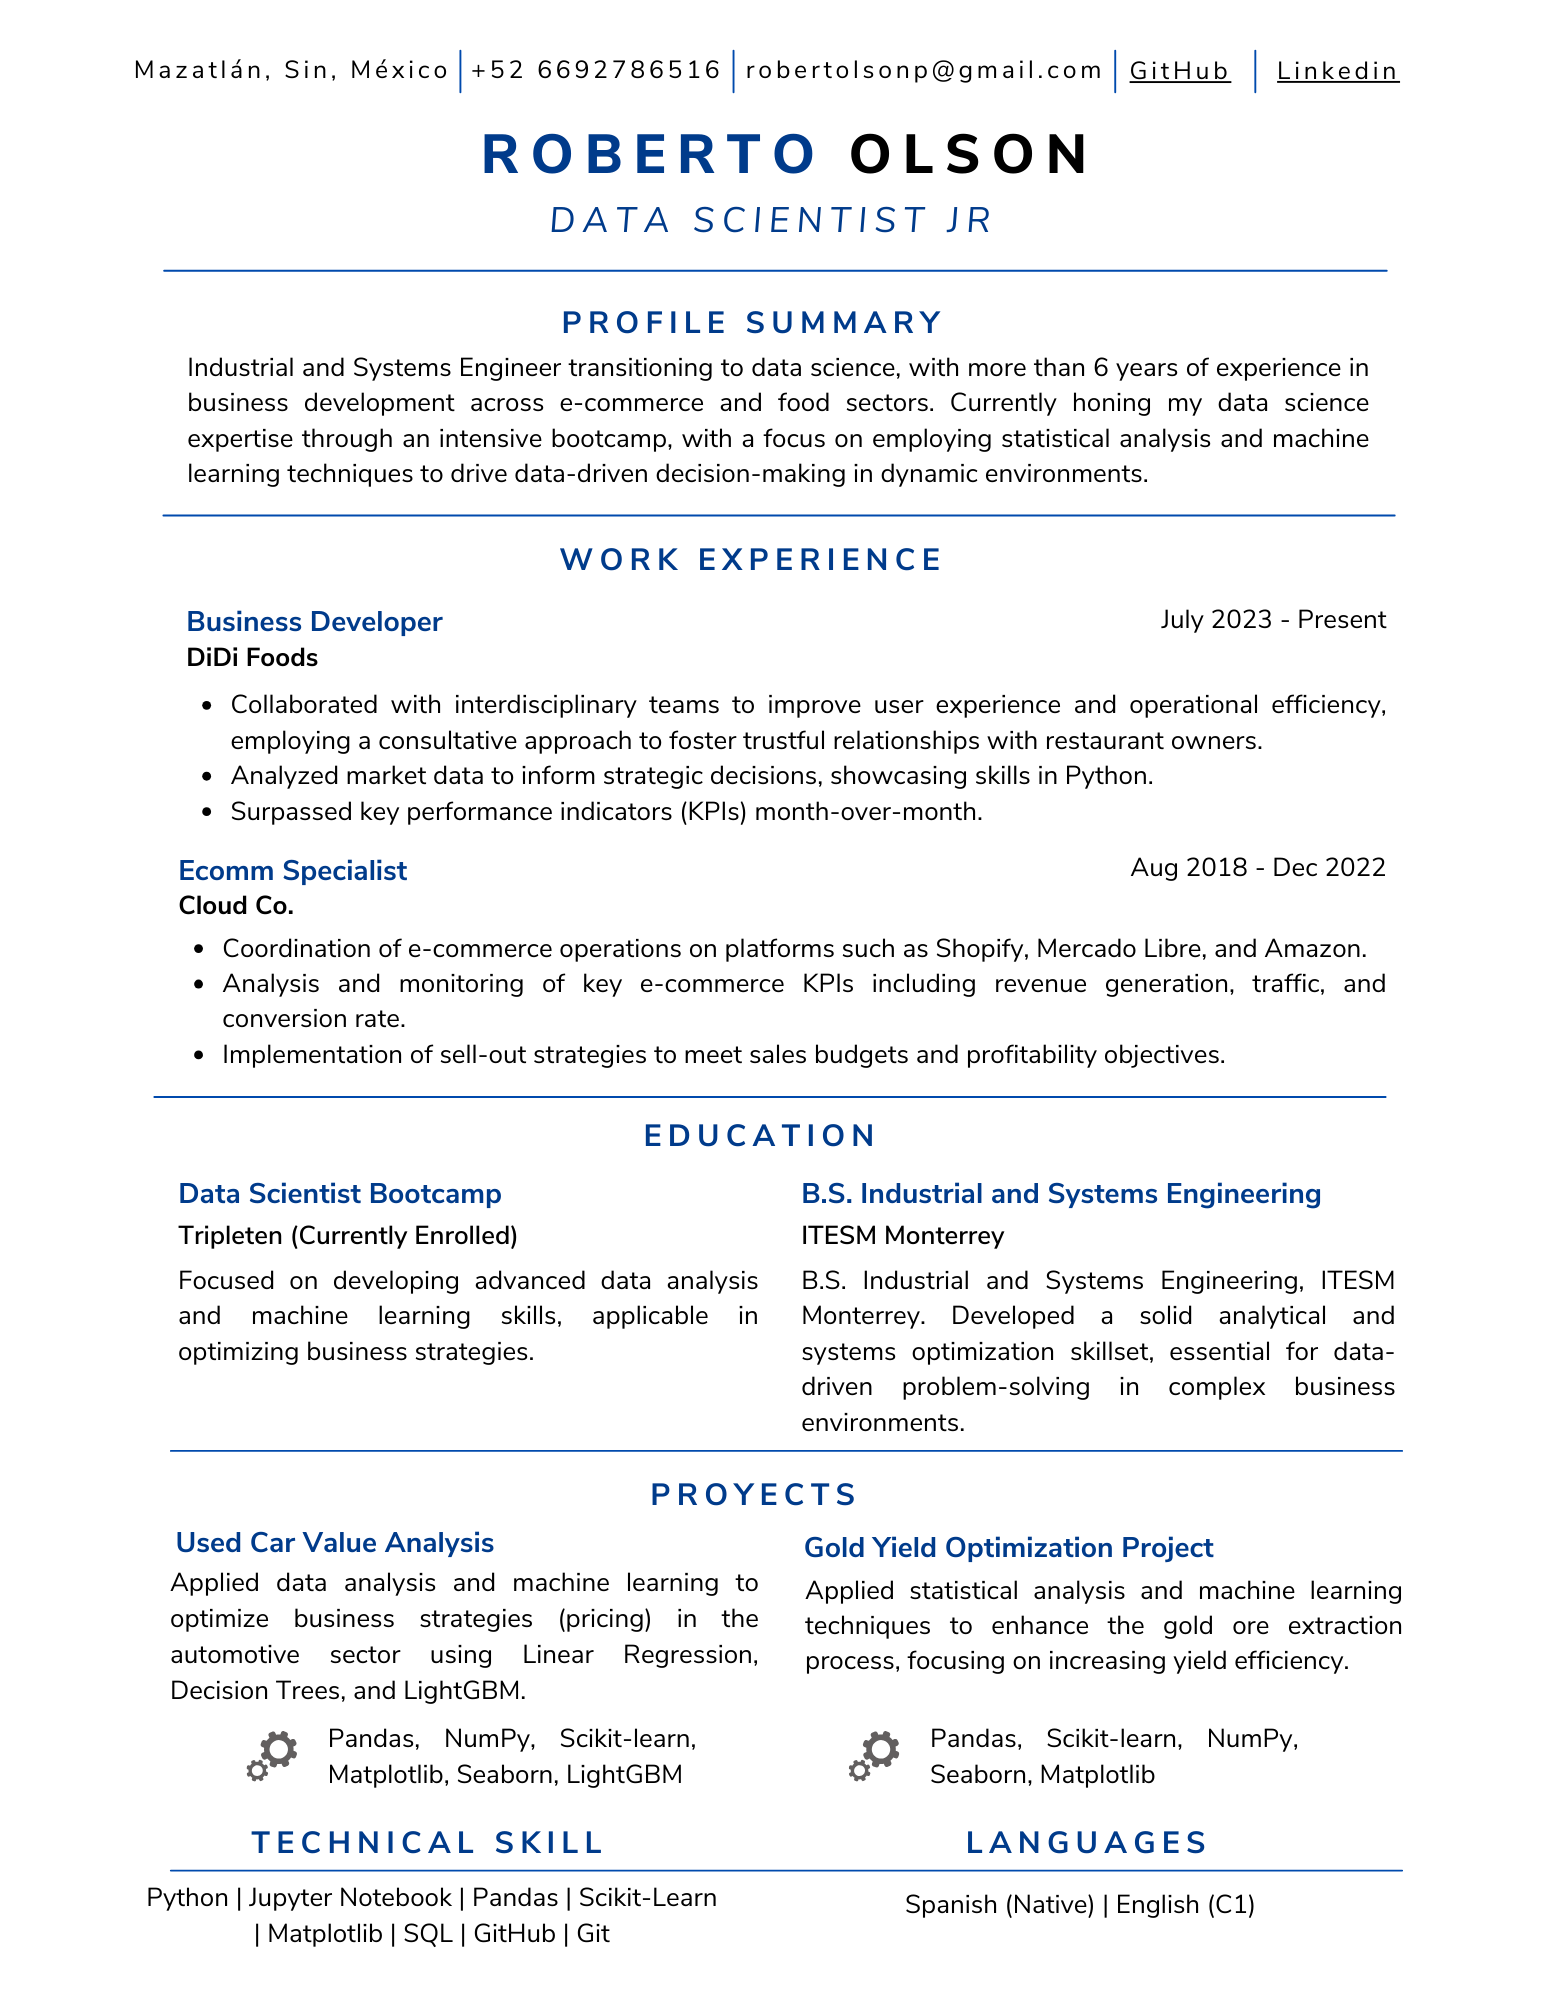 Mazatlán, Sin, México | +52 6692786516 | robertolsonp@gmail.com | GitHub | Linkedin
ROBERTO OLSON
DATA SCIENTIST JR
PROFILE SUMMARY
Industrial and Systems Engineer transitioning to data science, with more than 6 years of experience in
business development across e-commerce and food sectors. Currently honing my data science
expertise through an intensive bootcamp, with a focus on employing statistical analysis and machine
learning techniques to drive data-driven decision-making in dynamic environments.
WORK EXPERIENCE
Business Developer
July 2023 - Present
DiDi Foods
• Collaborated with interdisciplinary teams to improve user experience and operational efficiency,
employing a consultative approach to foster trustful relationships with restaurant owners.
• Analyzed market data to inform strategic decisions, showcasing skills in Python.
• Surpassed key performance indicators (KPIs) month-over-month.
Ecomm Specialist
Aug 2018 - Dec 2022
Cloud Co.
• Coordination of e-commerce operations on platforms such as Shopify, Mercado Libre, and Amazon.
• Analysis and monitoring of key e-commerce KPIs including revenue generation, traffic, and
conversion rate.
• Implementation of sell-out strategies to meet sales budgets and profitability objectives.
EDUCATION
Data Scientist Bootcamp
Tripleten (Currently Enrolled)
Focused on developing advanced data analysis
and machine learning skills, applicable in
optimizing business strategies.
B.S. Industrial and Systems Engineering
ITESM Monterrey
B.S. Industrial and Systems Engineering, ITESM
Monterrey. Developed a solid analytical and
systems optimization skillset, essential for data-
driven problem-solving in complex business
environments.
PROYECTS
Used Car Value Analysis
Applied data analysis and machine learning to
optimize business strategies (pricing) in the
automotive sector using Linear Regression,
Decision Trees, and LightGBM.
Pandas, NumPy, Scikit-learn,
Matplotlib, Seaborn, LightGBM
Gold Yield Optimization Project
Applied statistical analysis and machine learning
techniques to enhance the gold ore extraction
process, focusing on increasing yield efficiency.
Pandas, Scikit-learn, NumPy,
Seaborn, Matplotlib
TECHNICAL SKILL
Python | Jupyter Notebook | Pandas | Scikit-Learn
| Matplotlib | SQL | GitHub | Git
LANGUAGES
Spanish (Native) | English (C1)